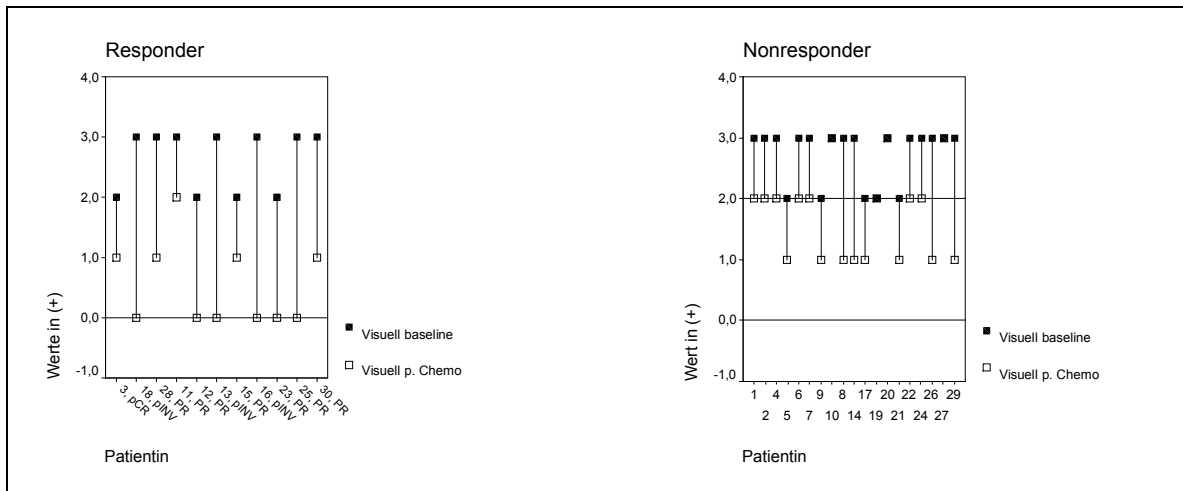 Responder
4,0
3,0
2,0
1,0
0,0
-1,0
Werte in (+)
Visuell baseline
Visuell p. Chemo
3, pCR
18, pINV
28, PR
11, PR
12, PR
13, pINV
15, PR
16, pINV
23, PR
25, PR
30, PR
Patientin
Nonresponder
4,0
3,0
2,0
1,0
0,0
-1,0
Wert in (+)
Visuell baseline
Visuell p. Chemo
1 4 6 9 8 17 20 22 26 29
2 5 7 10 14 19 21 24 27
Patientin